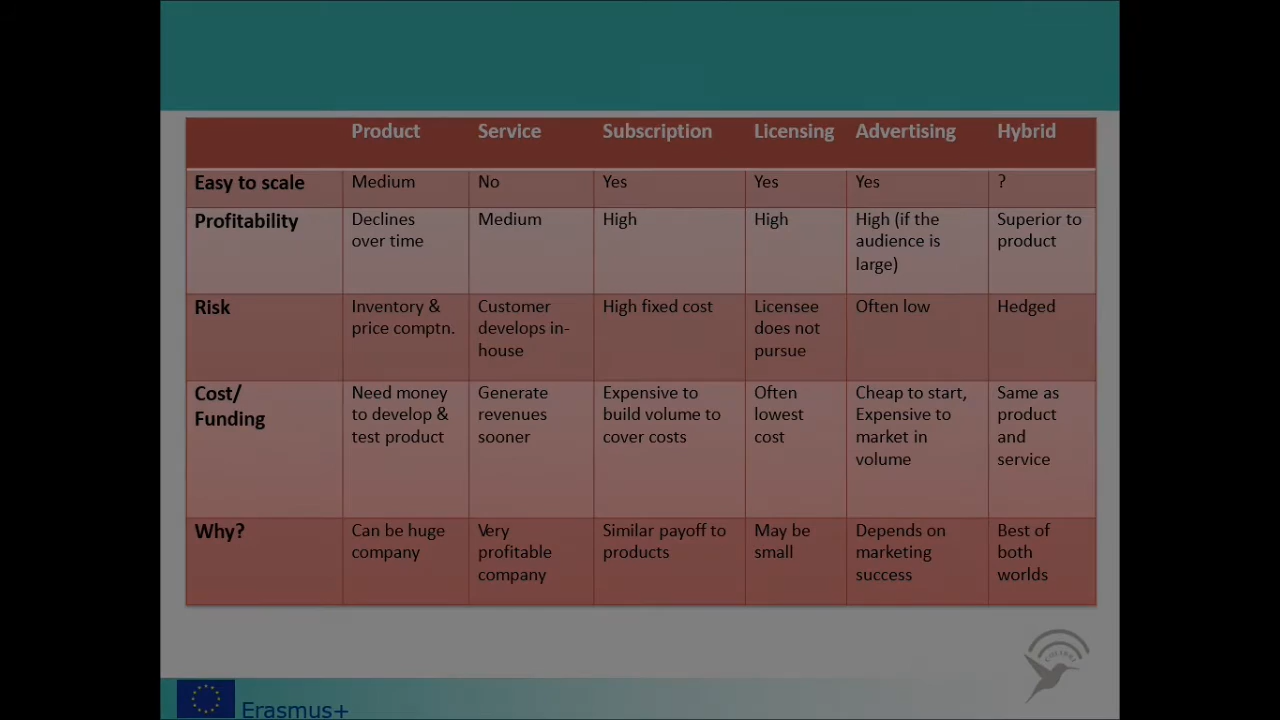 Product Service Subscription Licensing Advertising Hybrid
Easy to scale Medium No Yes Yes Yes ?
Profitability Declines Medium High High High (if the Superior to
over time audience is product
large)
Risk Inventory & Customer High fixed cost Licensee Often low Hedged
price comptn. develops in- does not
house pursue
Cost/ Need money Generate Expensive to Often Cheap to start, Same as
Funding to develop & revenues build volume to lowest Expensive to product
test product sooner cover costs cost market in and
volume service
Why? Can be huge Very Similar payoff to May be Depends on Best of
company profitable products small marketing both
company success worlds
COLIBRI
Erasmus+